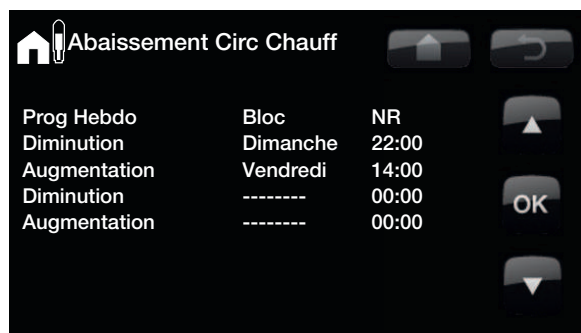 Abaissement Circ Chauff
Prog Hebdo Bloc NR
Diminution Dimanche 22:00
Augmentation Vendredi 14:00
Diminution -------- 00:00
Augmentation -------- 00:00
OK